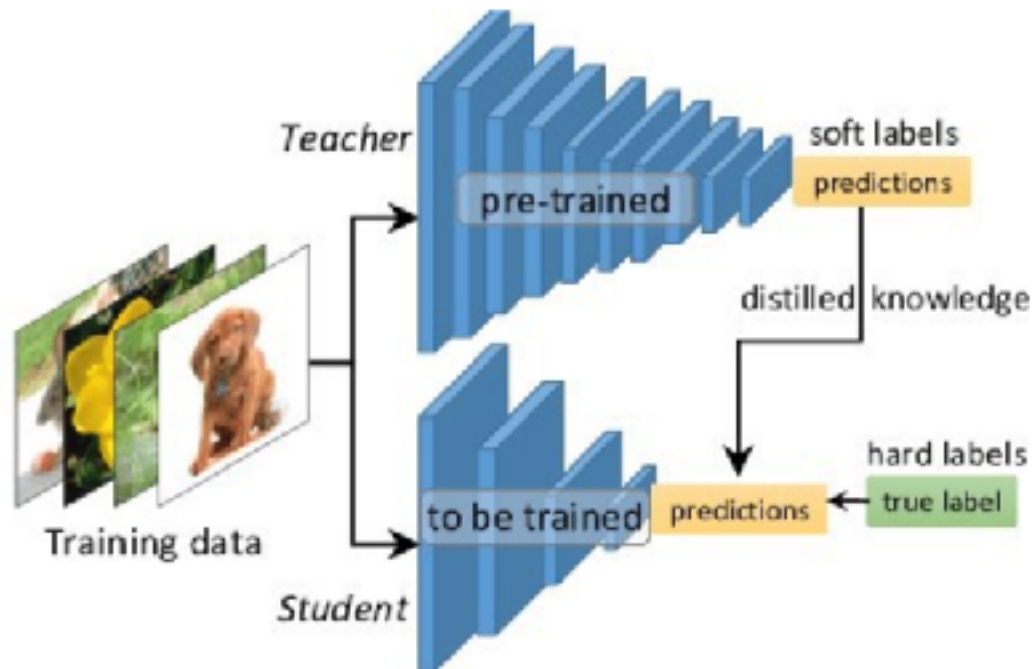 Teacher
pre-trained
soft labels
predictions
distilled knowledge
Training data
to be trained
predictions
hard labels
true label
Student